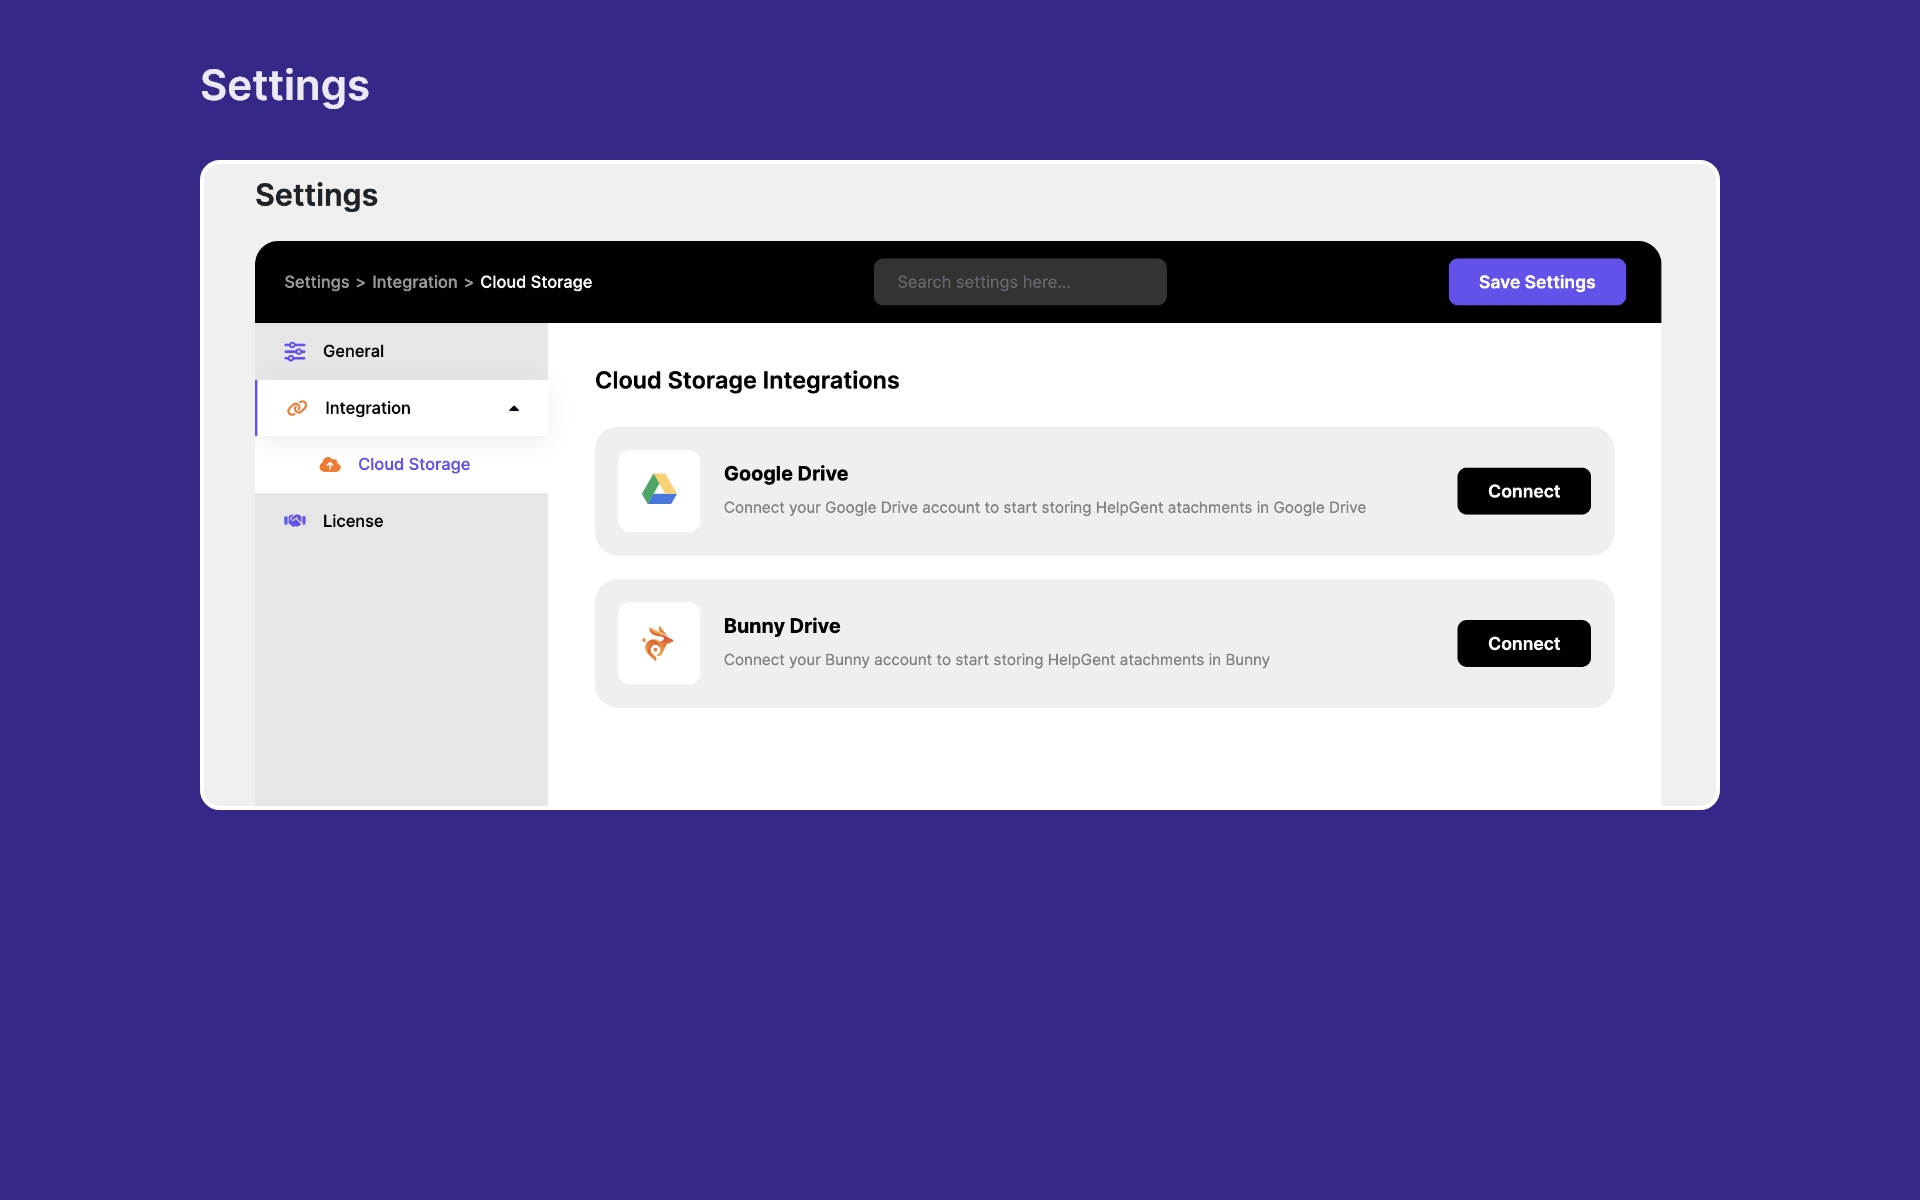 Settings
Settings
Settings > Integration > Cloud Storage
Search settings here...
Save Settings
General
Integration
Cloud Storage
License
Cloud Storage Integrations
Google Drive
Connect your Google Drive account to start storing HelpGent atachments in Google Drive
Connect
Bunny Drive
Connect your Bunny account to start storing HelpGent atachments in Bunny
Connect